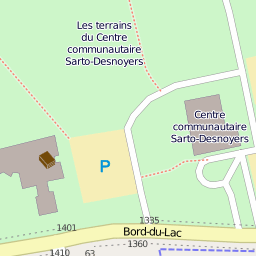 Les terrains
du Centre
communautaire
Sarto-Desnoyers
Centre
communautaire
Sarto-Desnoyers
P
1401
1335
Bord-du-Lac
1410
63
1360